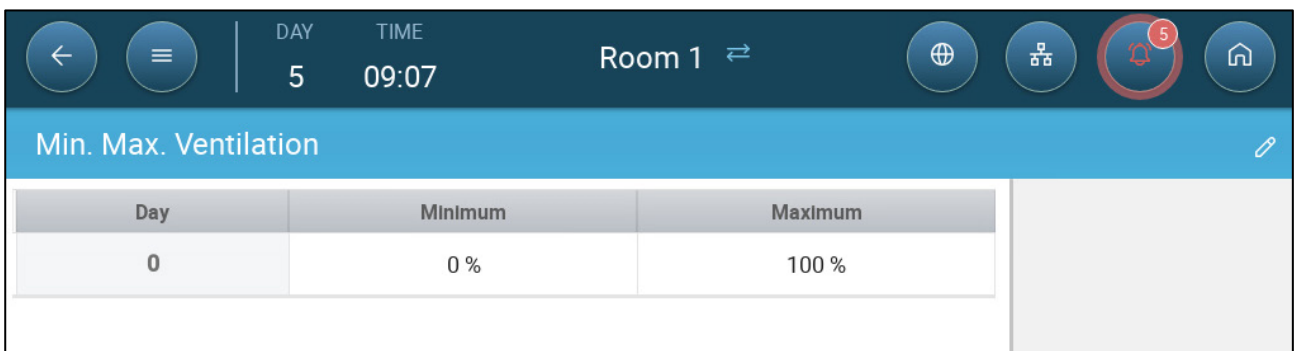 DAY TIME
5 09:07
Room 1
5
Min. Max. Ventilation
Day Minimum Maximum
0 0 % 100 %